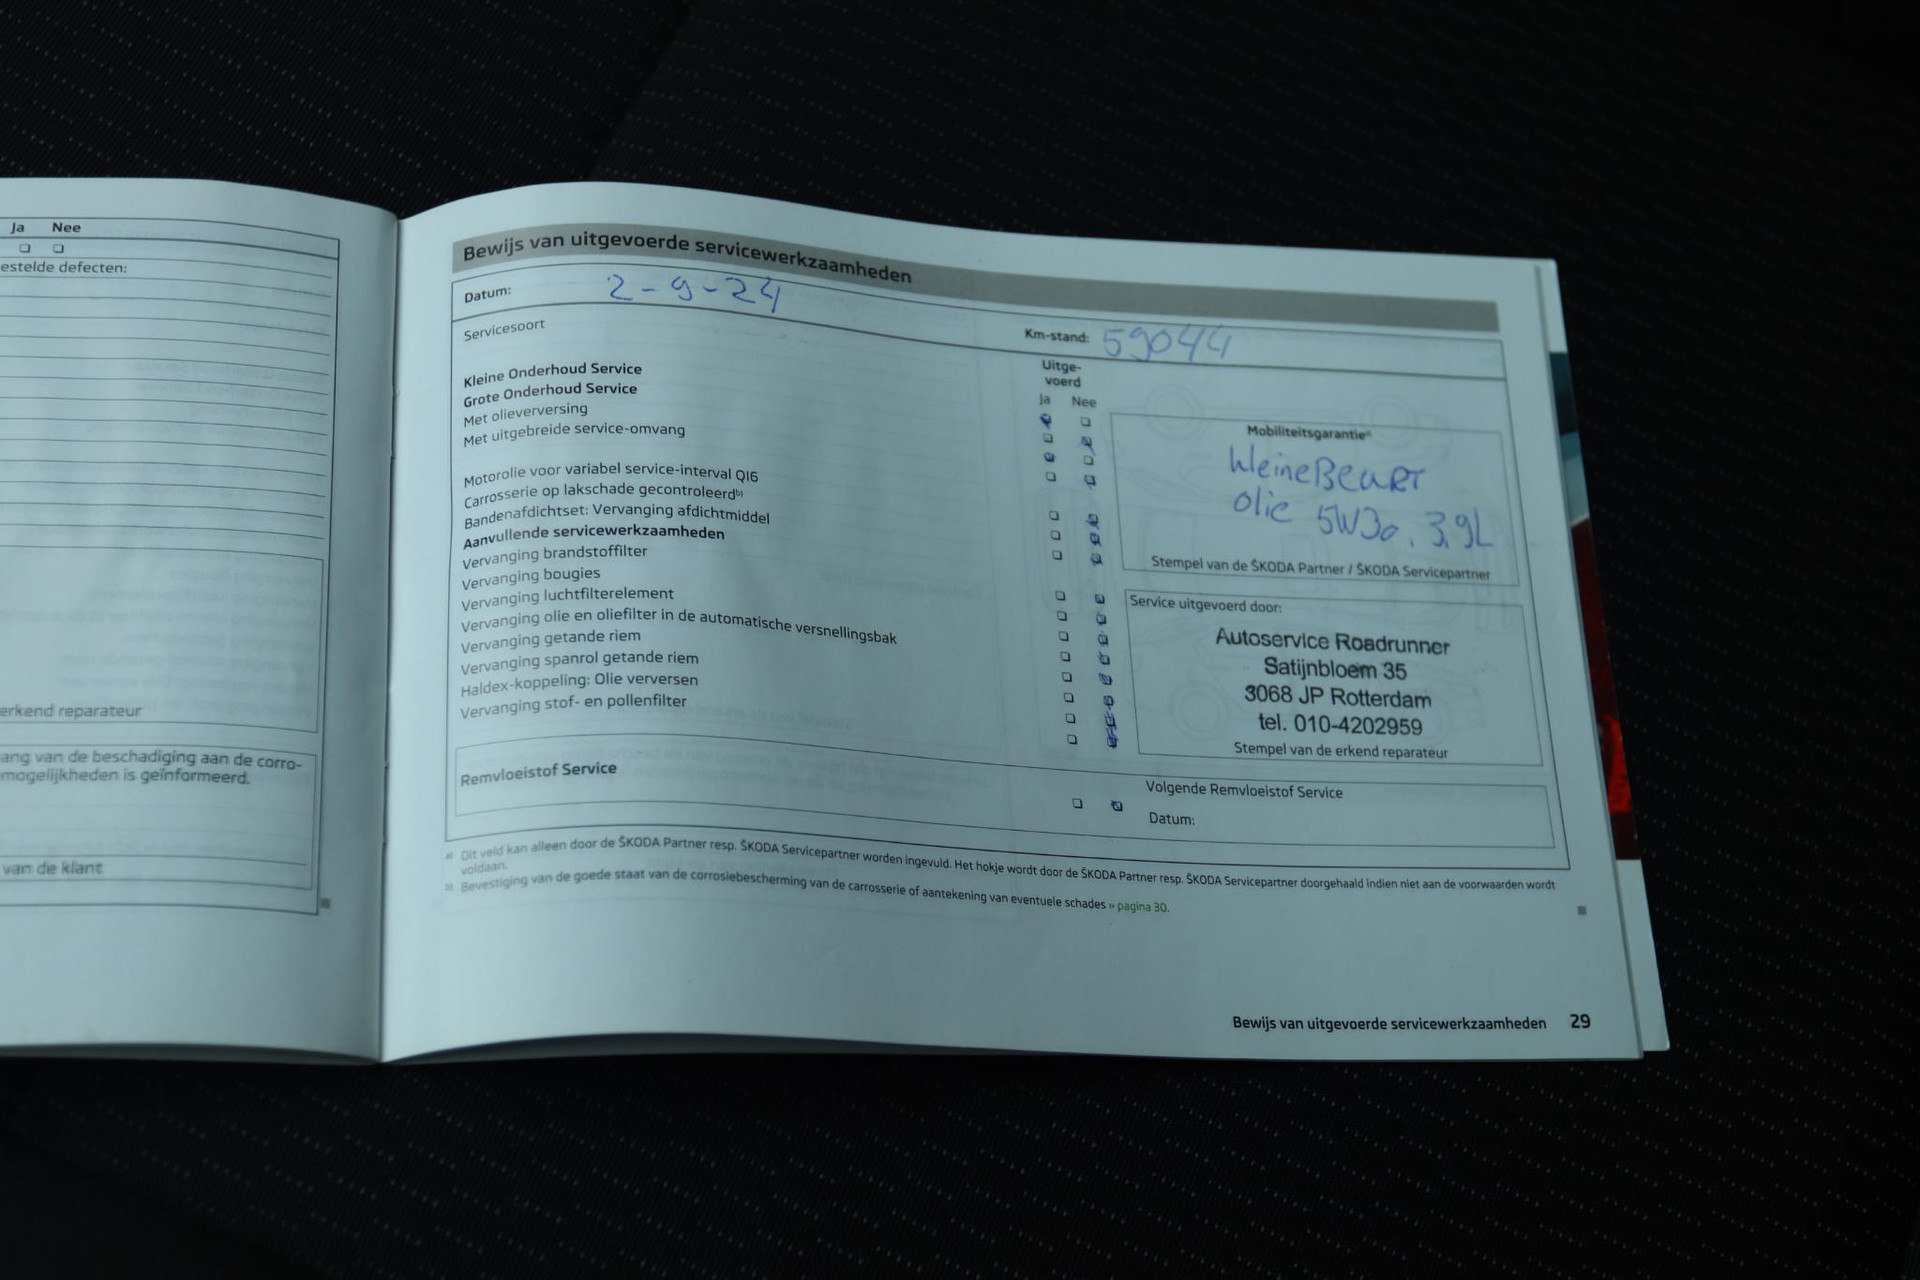 Ja Nee
estelde defecten:
erkend reparateur
ang van de beschadiging aan de corro-
mogelijkheden is geïnformeerd.
van de klant
Bewijs van uitgevoerde servicewerkzaamheden
Datum: 2-9-24
Km-stand: 59044
Servicesoort
Uitge-
voerd
Ja Nee
Kleine Onderhoud Service
Grote Onderhoud Service
Met olieverversing
Met uitgebreide service-omvang
Motorolie voor variabel service-interval QI6
Carrosserie op lakschade gecontroleerd b)
Bandenafdichtset: Vervanging afdichtmiddel
Aanvullende servicewerkzaamheden
Vervanging brandstoffilter
Vervanging bougies
Vervanging luchtfilterelement
Vervanging olie en oliefilter in de automatische versnellingsbak
Vervanging getande riem
Vervanging spanrol getande riem
Haldex-koppeling: Olie verversen
Vervanging stof- en pollenfilter
Mobiliteitsgarantie a)
kleine Beurt
olie 5W30. 3,9L
Stempel van de ŠKODA Partner / ŠKODA Servicepartner
Service uitgevoerd door:
Autoservice Roadrunner
Satijnbloem 35
3068 JP Rotterdam
tel. 010-4202959
Stempel van de erkend reparateur
Remvloeistof Service
Volgende Remvloeistof Service
Datum:
a) Dit veld kan alleen door de ŠKODA Partner resp. ŠKODA Servicepartner worden ingevuld. Het hokje wordt door de ŠKODA Partner resp. ŠKODA Servicepartner doorgehaald indien niet aan de voorwaarden wordt
voldaan.
b) Bevestiging van de goede staat van de corrosiebescherming van de carrosserie of aantekening van eventuele schades » pagina 30.
Bewijs van uitgevoerde servicewerkzaamheden 29